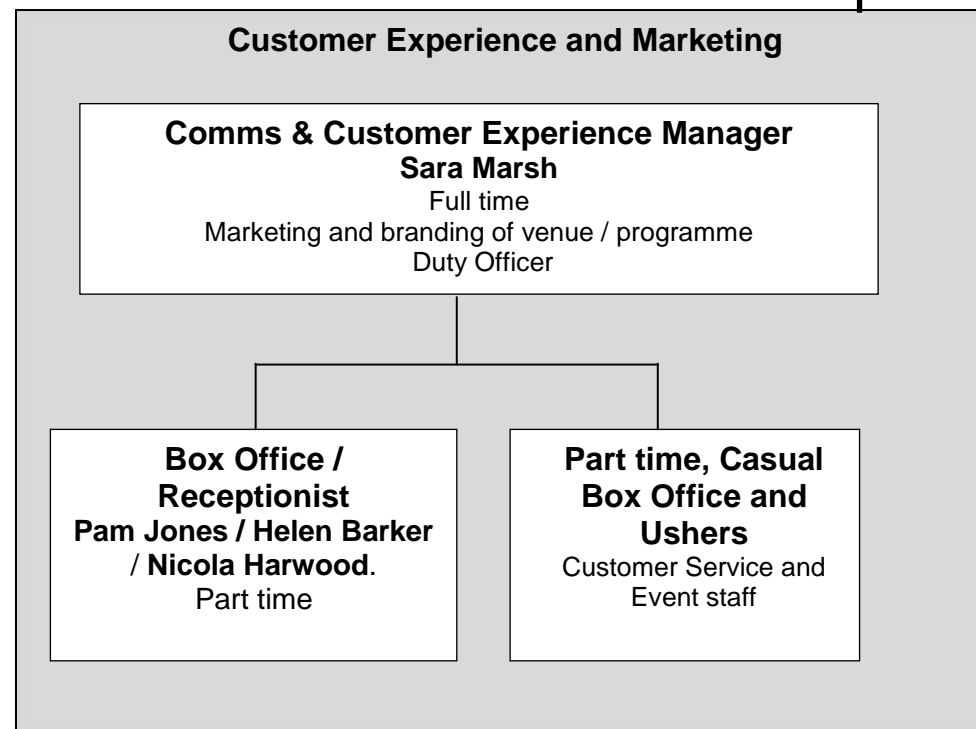 Customer Experience and Marketing
Comms & Customer Experience Manager
Sara Marsh
Full time
Marketing and branding of venue / programme
Duty Officer
Box Office /
Receptionist
Pam Jones / Helen Barker
/ Nicola Harwood.
Part time
Part time, Casual
Box Office and
Ushers
Customer Service and
Event staff